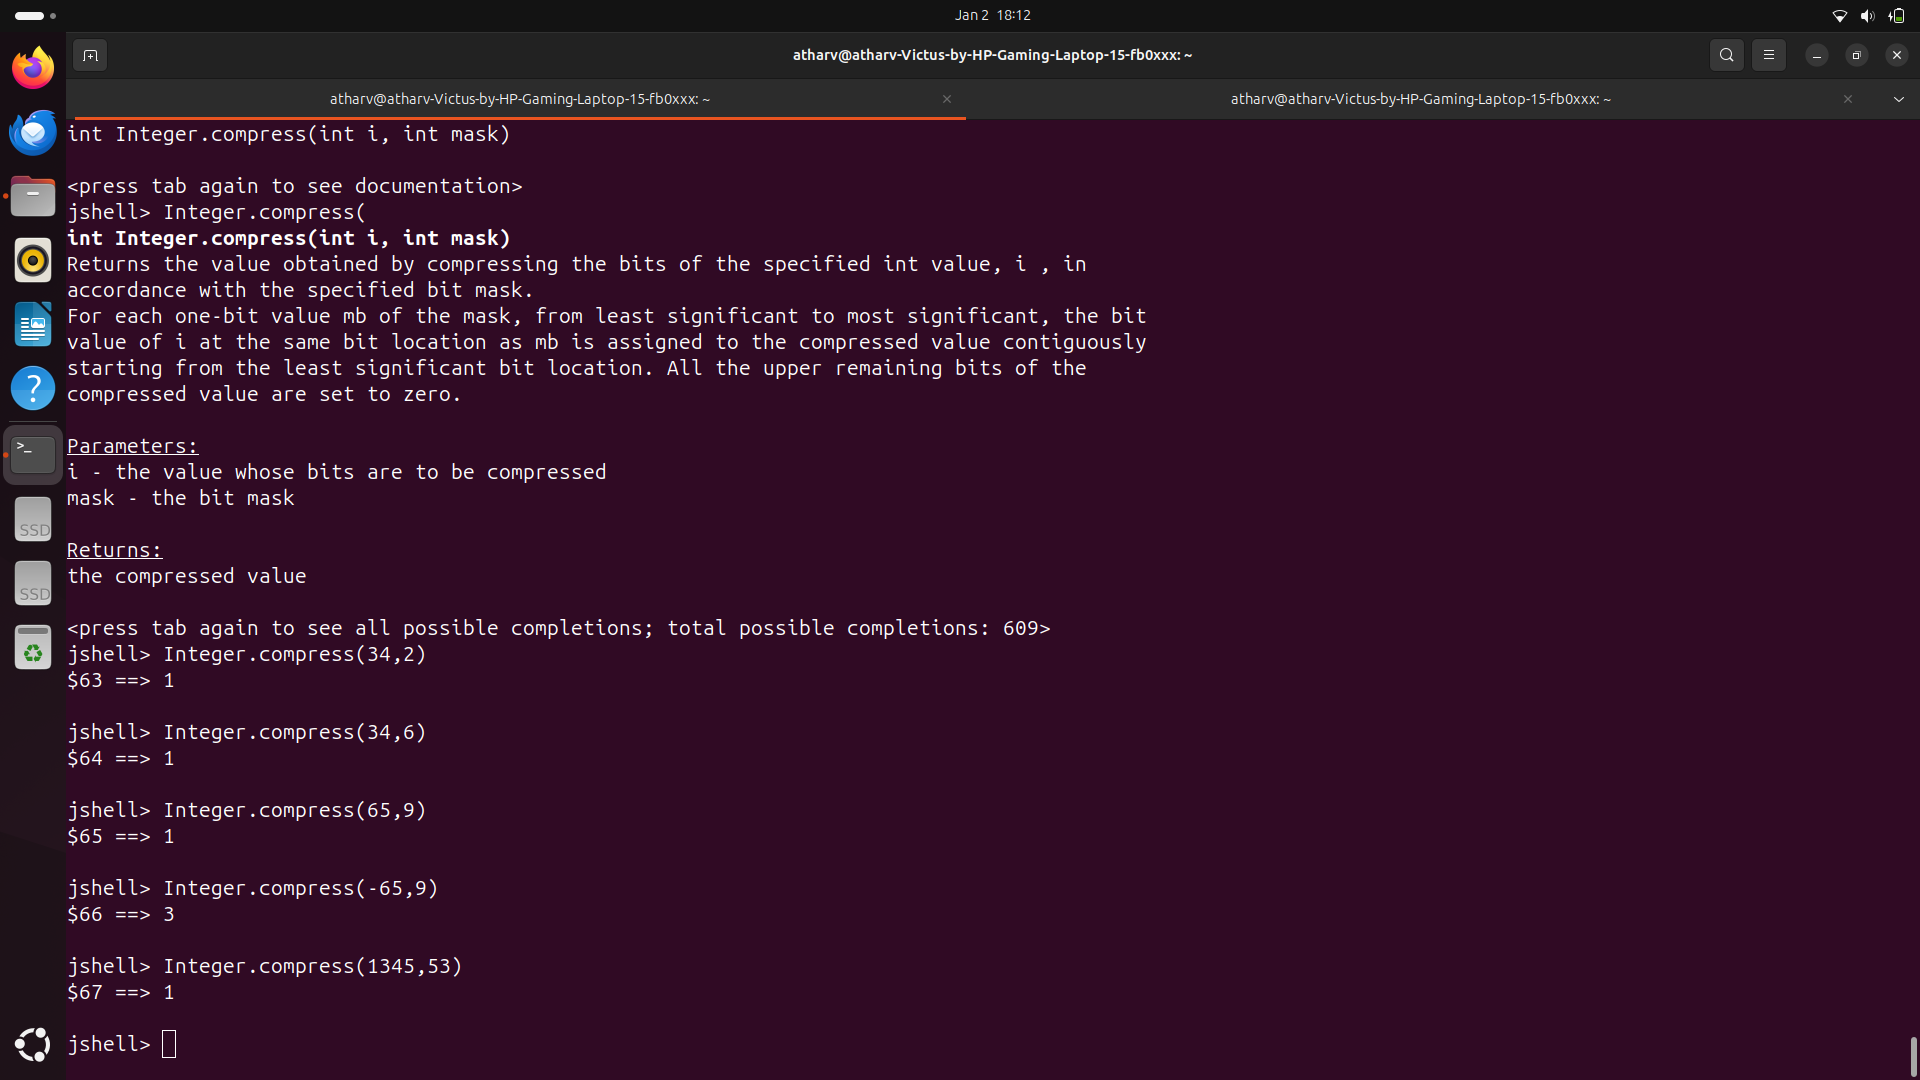 Jan 2 18:12
atharv@atharv-Victus-by-HP-Gaming-Laptop-15-fb0xxx: ~
atharv@atharv-Victus-by-HP-Gaming-Laptop-15-fb0xxx: ~
atharv@atharv-Victus-by-HP-Gaming-Laptop-15-fb0xxx: ~
int Integer.compress(int i, int mask)
<press tab again to see documentation>
jshell> Integer.compress(
int Integer.compress(int i, int mask)
Returns the value obtained by compressing the bits of the specified int value, i , in
accordance with the specified bit mask.
For each one-bit value mb of the mask, from least significant to most significant, the bit
value of i at the same bit location as mb is assigned to the compressed value contiguously
starting from the least significant bit location. All the upper remaining bits of the
compressed value are set to zero.
Parameters:
i - the value whose bits are to be compressed
mask - the bit mask
Returns:
the compressed value
<press tab again to see all possible completions; total possible completions: 609>
jshell> Integer.compress(34,2)
$63 ==> 1
jshell> Integer.compress(34,6)
$64 ==> 1
jshell> Integer.compress(65,9)
$65 ==> 1
jshell> Integer.compress(-65,9)
$66 ==> 3
jshell> Integer.compress(1345,53)
$67 ==> 1
jshell>
?
>_
SSD
SSD